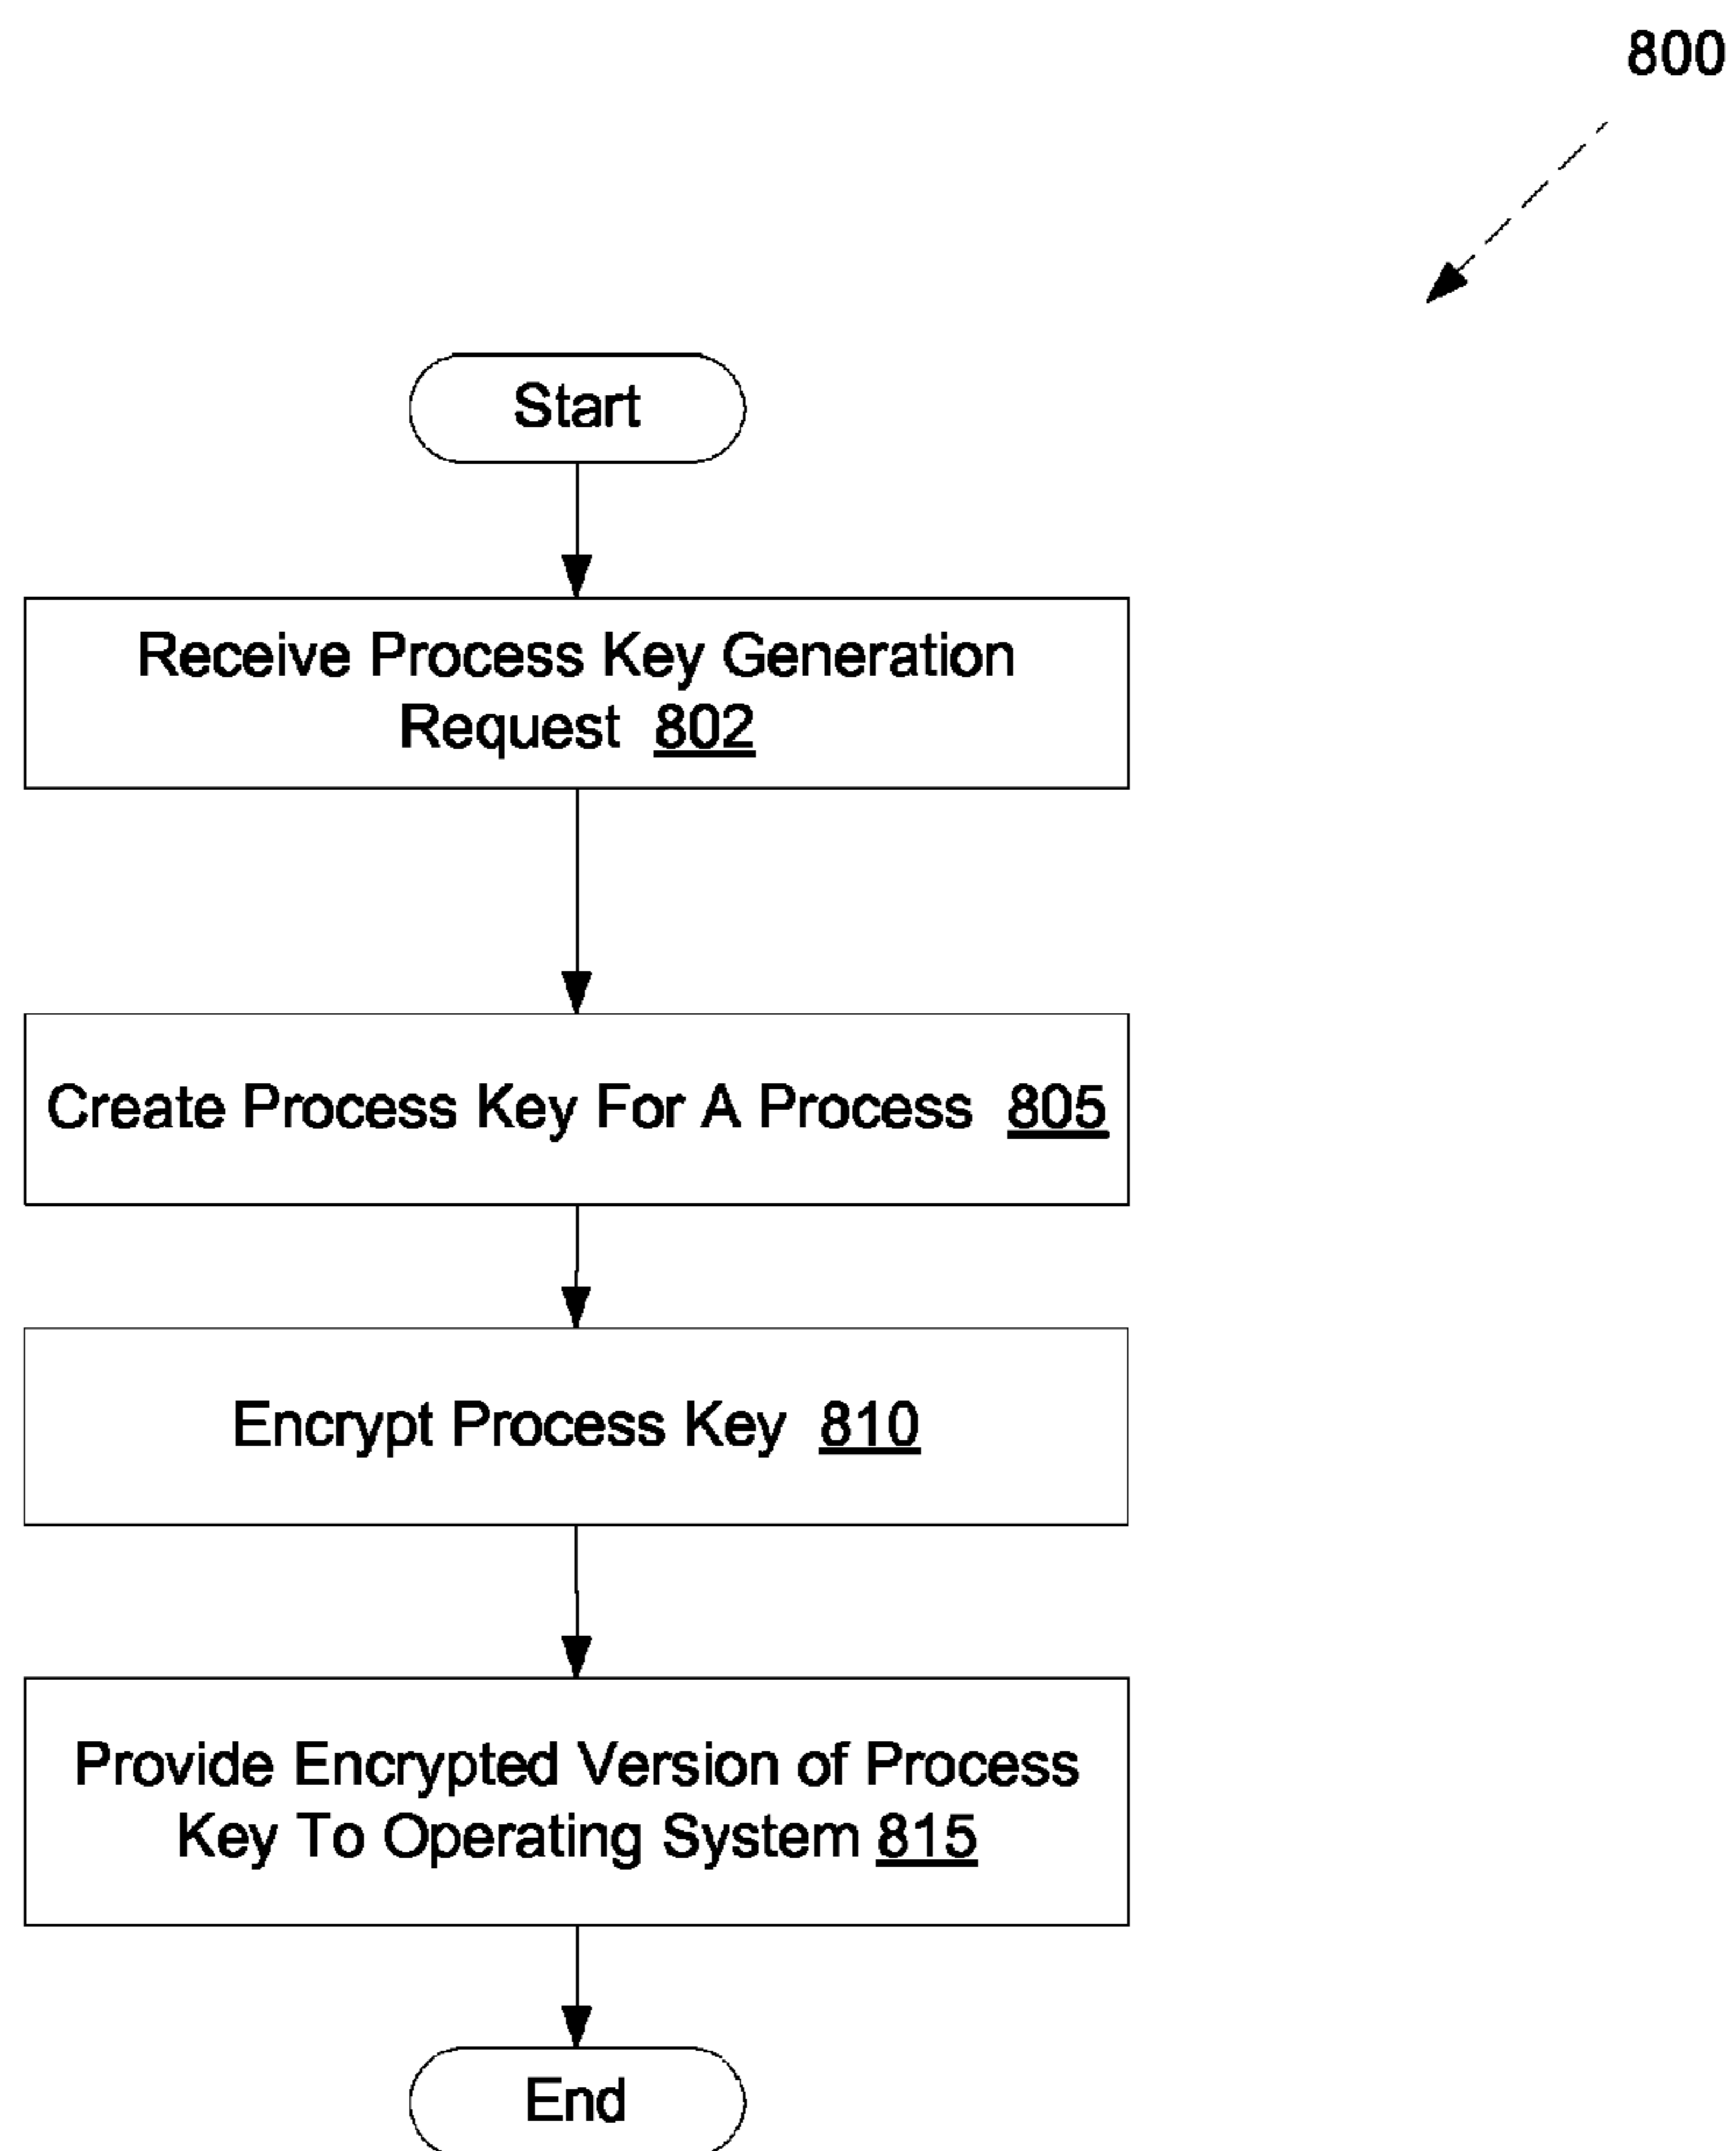 800
Start
Receive Process Key Generation
Request 802
Create Process Key For A Process 805
Encrypt Process Key 810
Provide Encrypted Version of Process
Key To Operating System 815
End